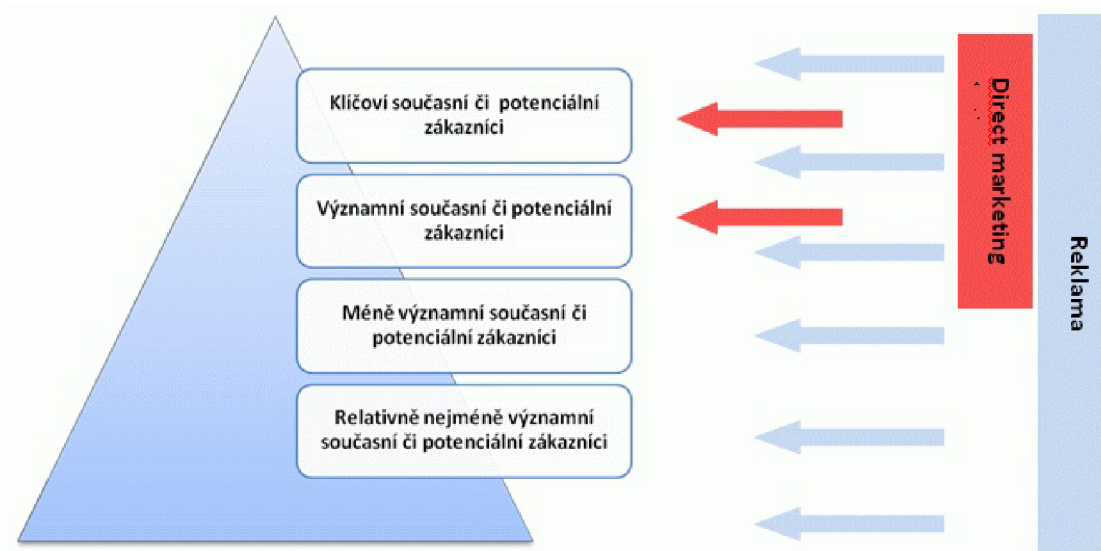 Klíčoví současní či potenciální
zákazníci
Významní současní či potenciální
zákazníci
Méně významní současní či
potenciální zákazníci
Relativně nejméně významní
současní či potenciální zákazníci
Direct marketing
Reklama